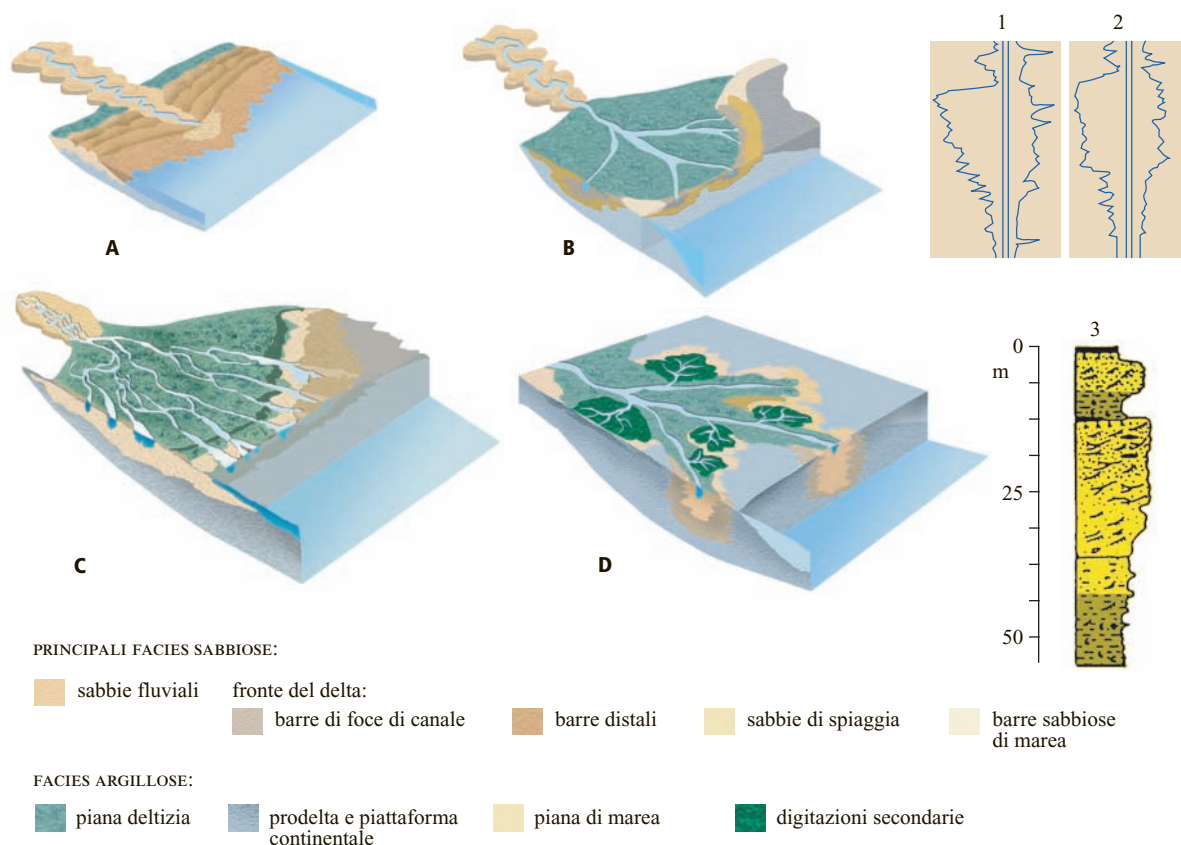 1 2
A
B
C
D
3
0
m
25
50
PRINCIPALI FACIES SABBIOSE:
sabbie fluviali
fronte del delta:
barre di foce di canale
barre distali
sabbie di spiaggia
barre sabbiose
di marea
FACIES ARGILLOSE:
piana deltizia
prodelta e piattaforma
continentale
piana di marea
digitazioni secondarie